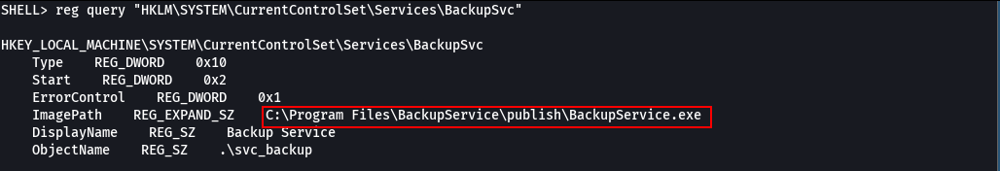 SHELL> reg query "HKLM\SYSTEM\CurrentControlSet\Services\BackupSvc"
HKEY_LOCAL_MACHINE\SYSTEM\CurrentControlSet\Services\BackupSvc
    Type    REG_DWORD    0x10
    Start    REG_DWORD    0x2
    ErrorControl    REG_DWORD    0x1
    ImagePath    REG_EXPAND_SZ    C:\Program Files\BackupService\publish\BackupService.exe
    DisplayName    REG_SZ    Backup Service
    ObjectName    REG_SZ    .\svc_backup